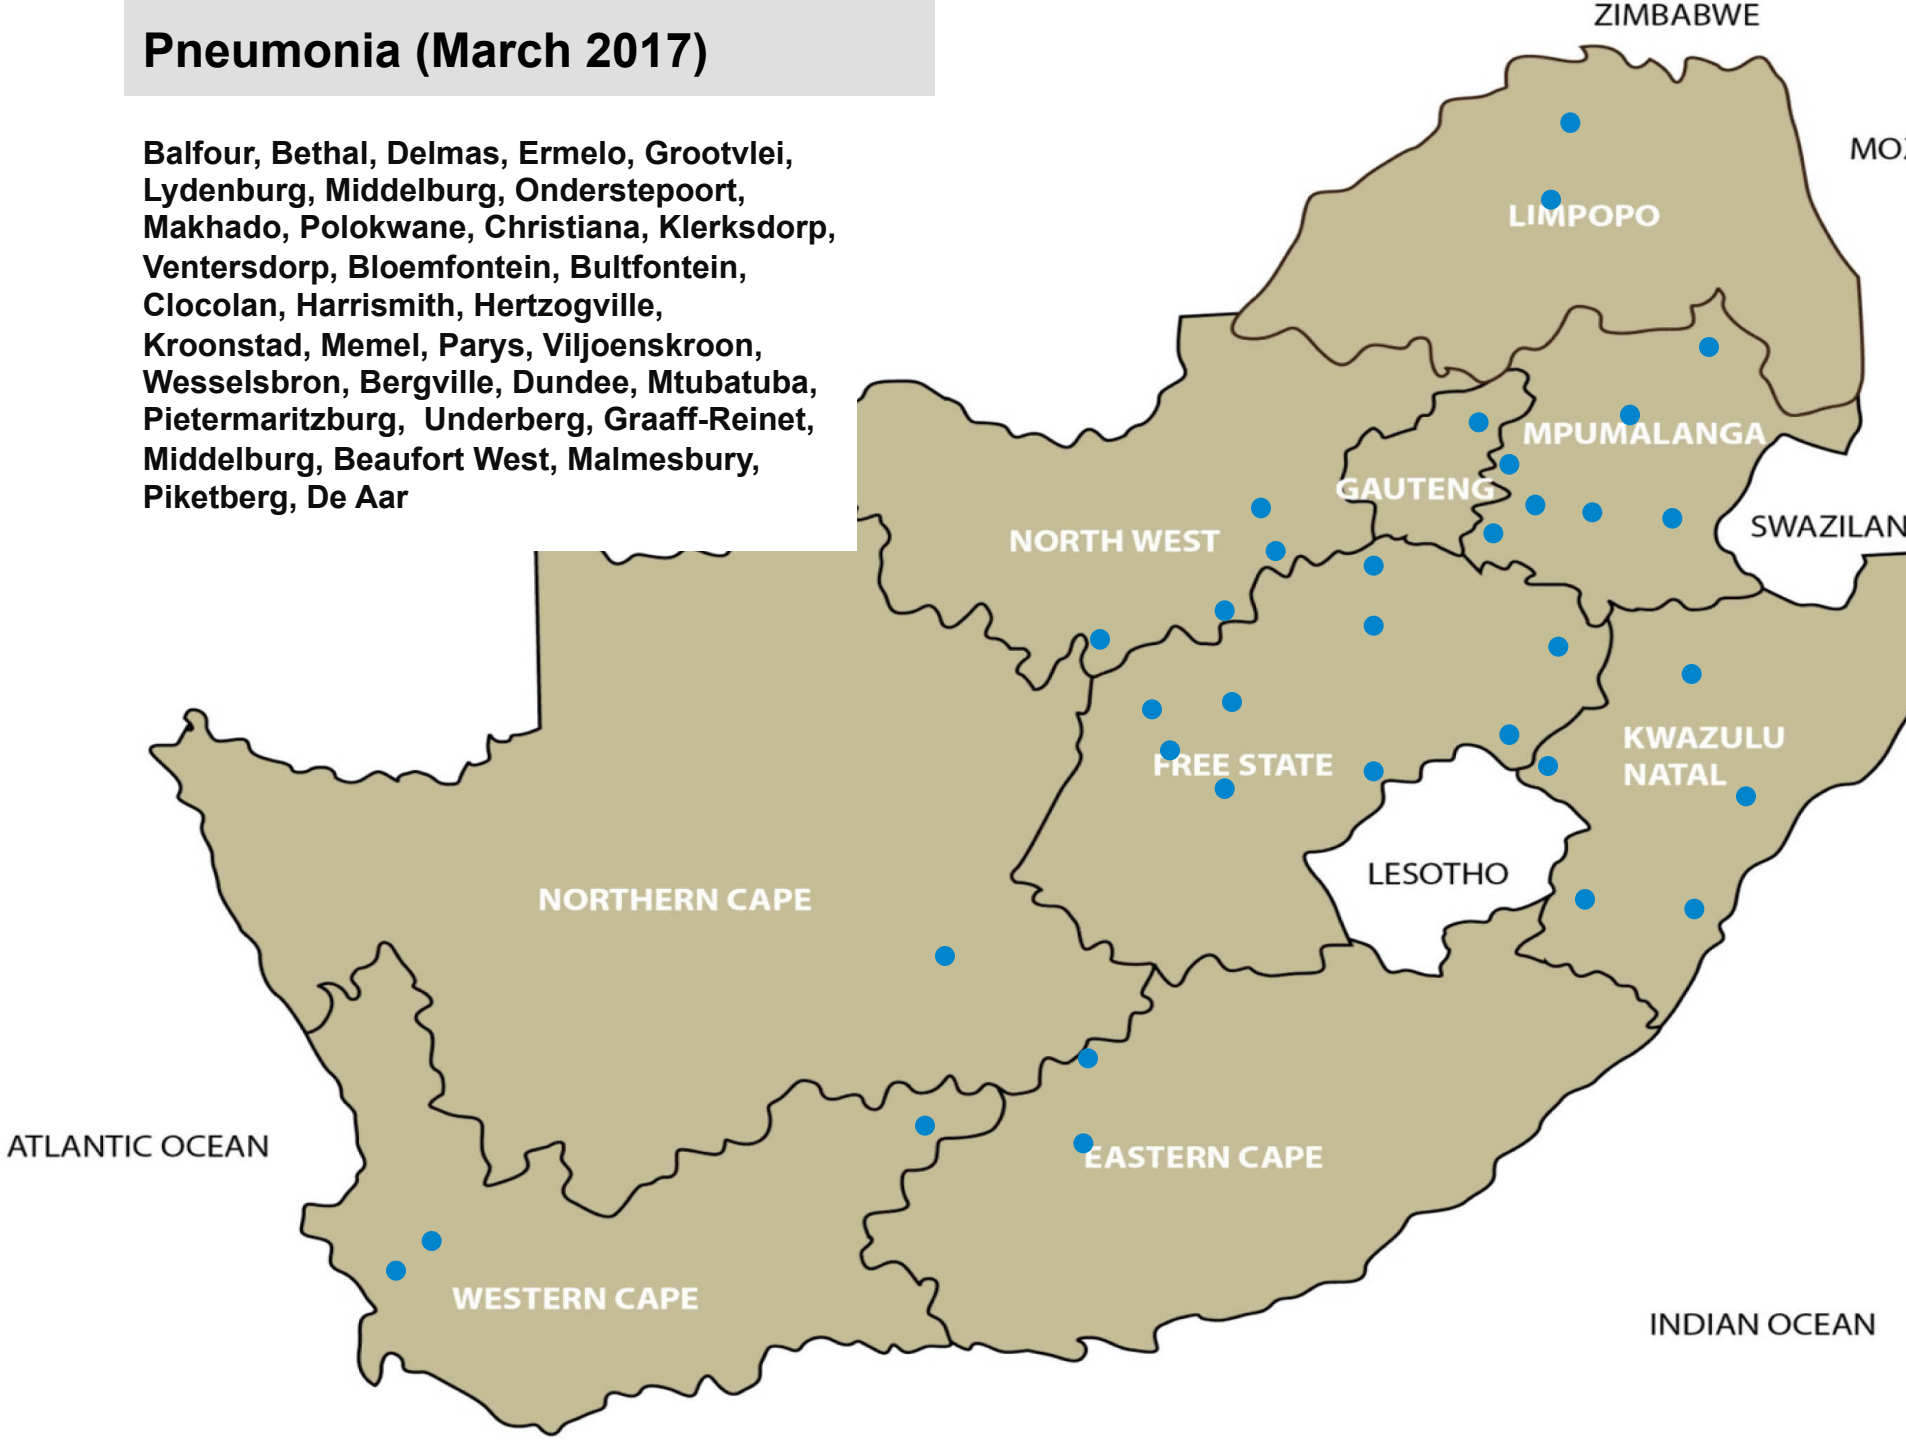 Pneumonia (March 2017)
Balfour, Bethal, Delmas, Ermelo, Grootvlei,
Lydenburg, Middelburg, Onderstepoort,
Makhado, Polokwane, Christiana, Klerksdorp,
Ventersdorp, Bloemfontein, Bultfontein,
Clocolan, Harrismith, Hertzogville,
Kroonstad, Memel, Parys, Viljoenskroon,
Wesselsbron, Bergville, Dundee, Mtubatuba,
Pietermaritzburg,  Underberg, Graaff-Reinet,
Middelburg, Beaufort West, Malmesbury,
Piketberg, De Aar
ZIMBABWE
MOZ
LIMPOPO
MPUMALANGA
GAUTENG
NORTH WEST
SWAZILAN
KWAZULU
NATAL
FREE STATE
LESOTHO
NORTHERN CAPE
ATLANTIC OCEAN
EASTERN CAPE
WESTERN CAPE
INDIAN OCEAN